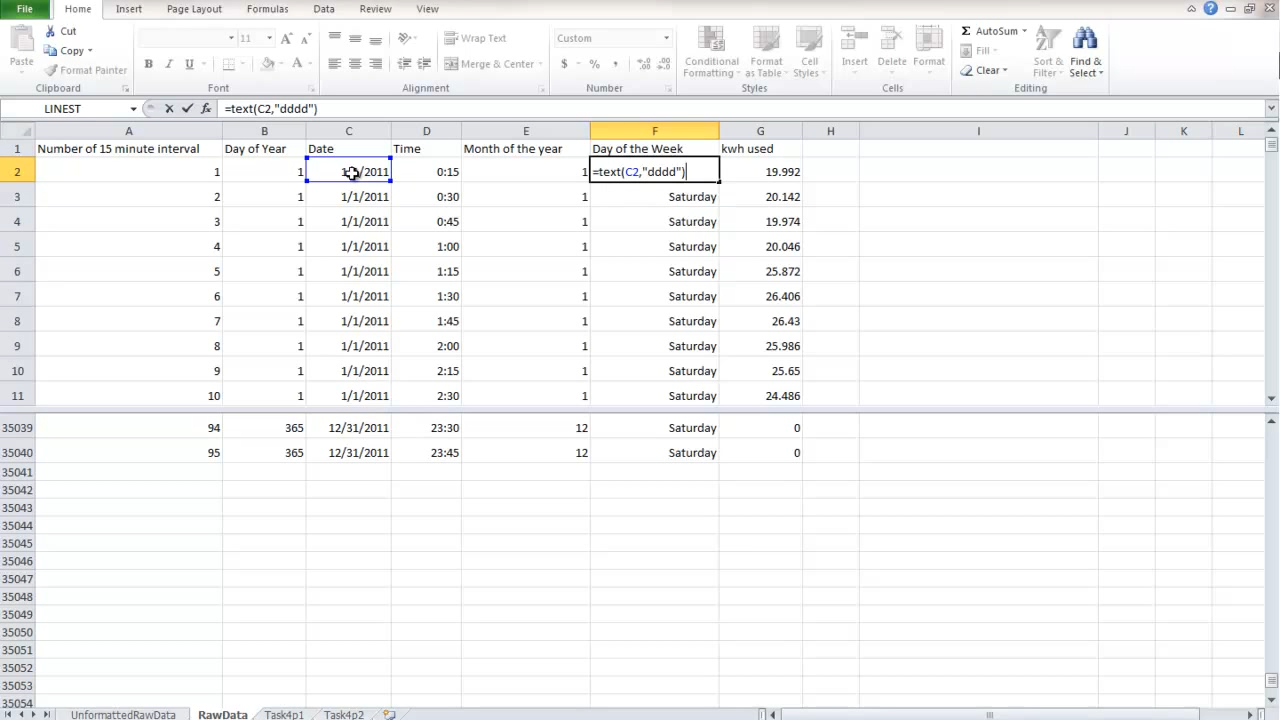 File Home Insert Page Layout Formulas Data Review View
Paste Cut Copy Format Painter Clipboard
11 A A B I U A Font
Wrap Text Merge & Center Alignment
Custom $ % , .0 .00 .00 .0 Number
Conditional Formatting Format as Table Cell Styles Styles
Insert Delete Format Cells
Σ AutoSum Fill Clear Sort & Filter Find & Select Editing
LINEST fx =text(C2,"dddd")
A B C D E F G H I J K L
1 Number of 15 minute interval Day of Year Date Time Month of the year Day of the Week kwh used
2 1 1 1/1/2011 0:15 1 =text(C2,"dddd") 19.992
3 2 1 1/1/2011 0:30 1 Saturday 20.142
4 3 1 1/1/2011 0:45 1 Saturday 19.974
5 4 1 1/1/2011 1:00 1 Saturday 20.046
6 5 1 1/1/2011 1:15 1 Saturday 25.872
7 6 1 1/1/2011 1:30 1 Saturday 26.406
8 7 1 1/1/2011 1:45 1 Saturday 26.43
9 8 1 1/1/2011 2:00 1 Saturday 25.986
10 9 1 1/1/2011 2:15 1 Saturday 25.65
11 10 1 1/1/2011 2:30 1 Saturday 24.486
35039 94 365 12/31/2011 23:30 12 Saturday 0
35040 95 365 12/31/2011 23:45 12 Saturday 0
35041
35042
35043
35044
35045
35046
35047
35048
35049
35050
35051
35052
35053
35054
UnformattedRawData RawData Task4p1 Task4p2